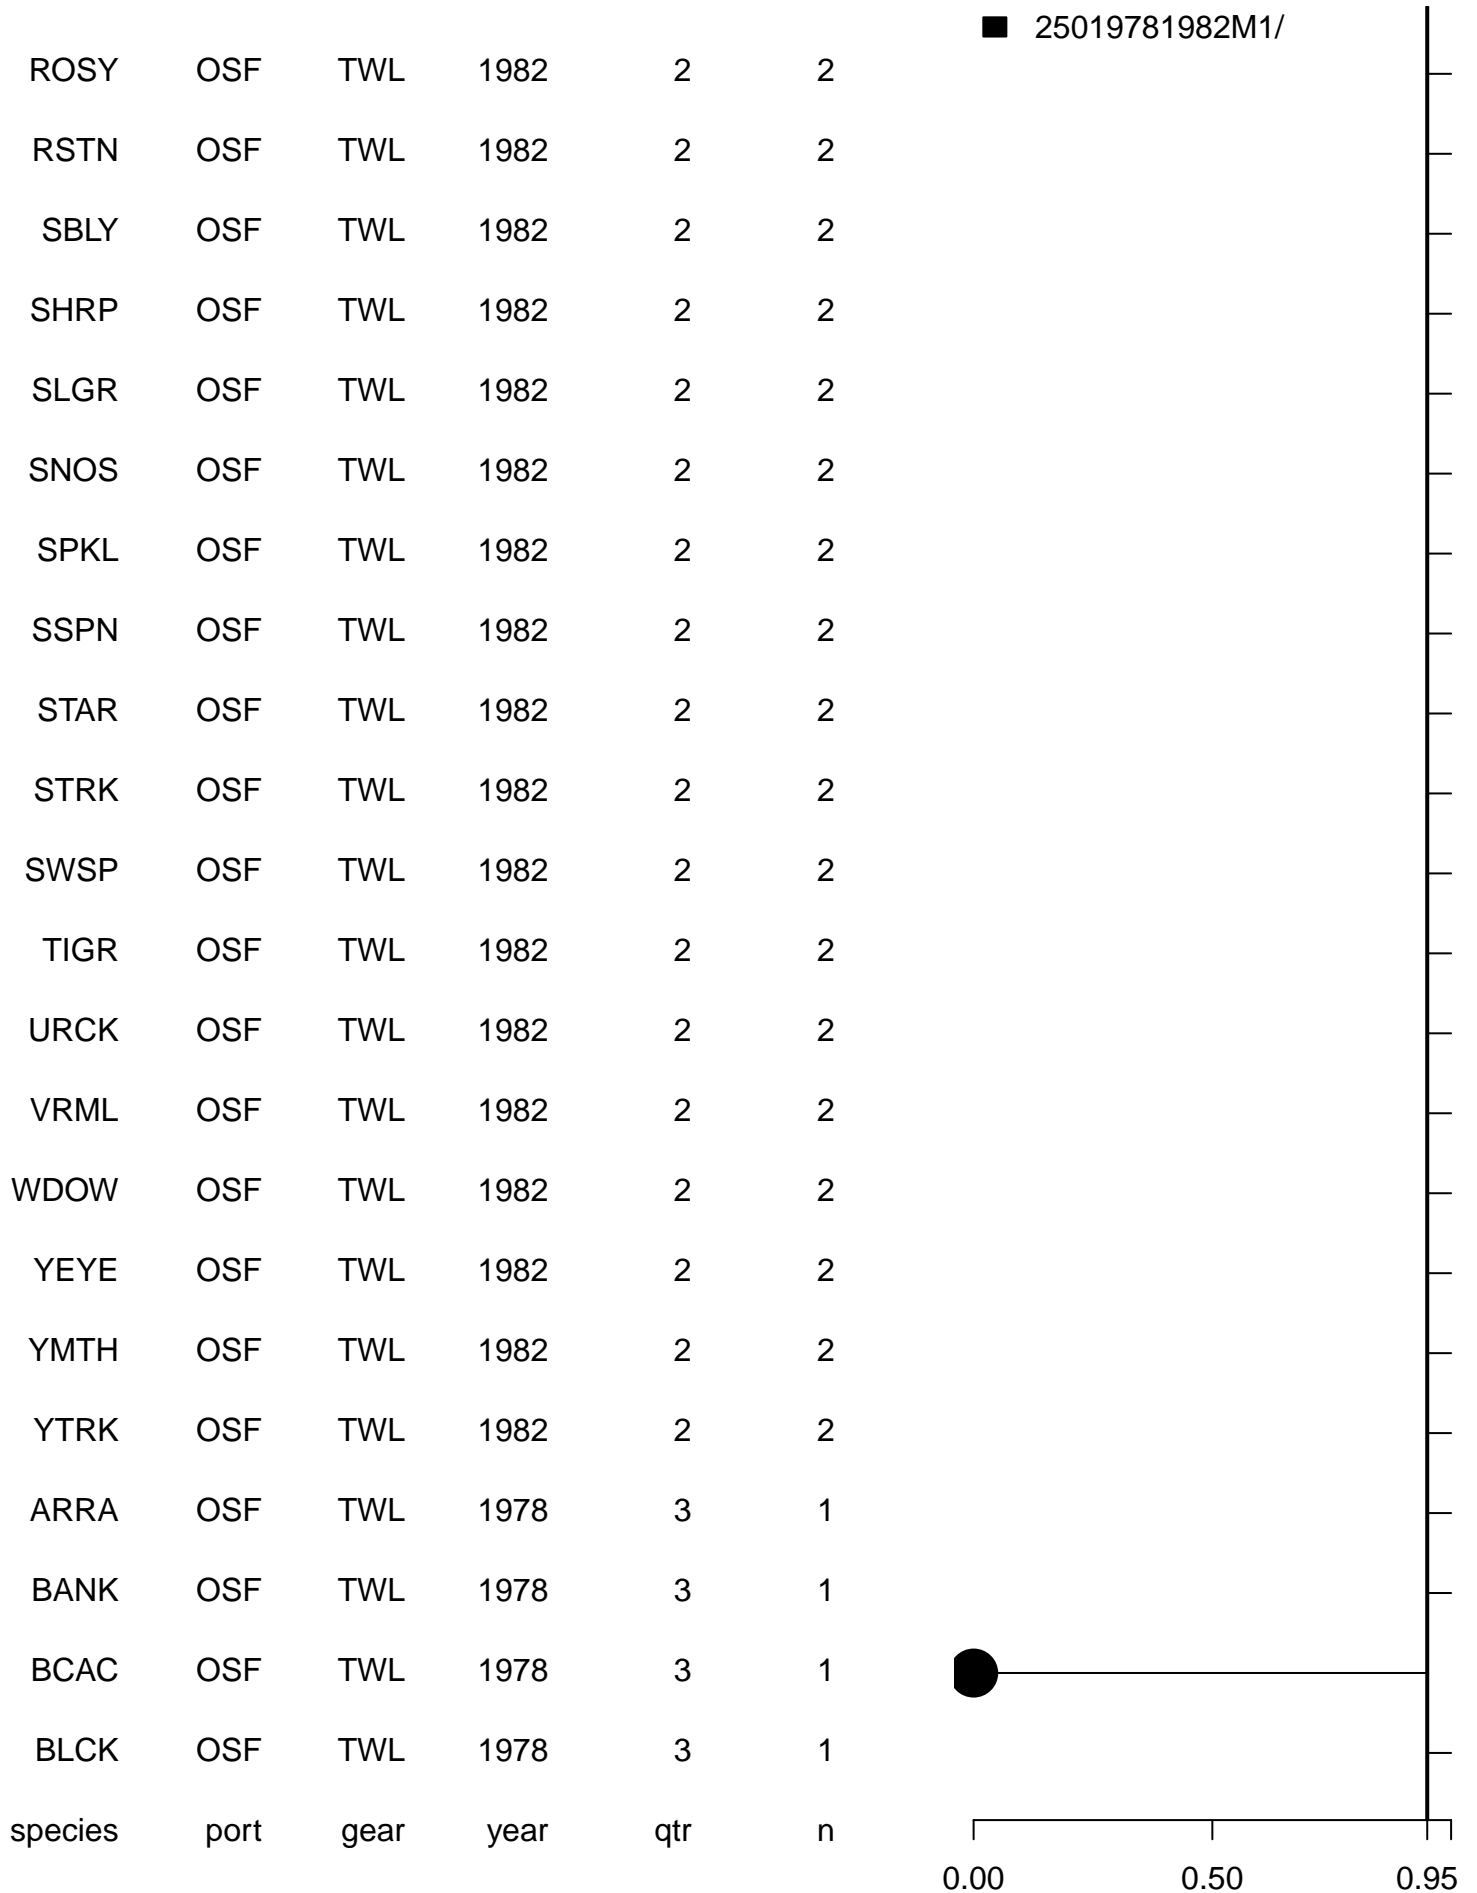 25019781982M1/
ROSY OSF TWL 1982 2 2
RSTN OSF TWL 1982 2 2
SBLY OSF TWL 1982 2 2
SHRP OSF TWL 1982 2 2
SLGR OSF TWL 1982 2 2
SNOS OSF TWL 1982 2 2
SPKL OSF TWL 1982 2 2
SSPN OSF TWL 1982 2 2
STAR OSF TWL 1982 2 2
STRK OSF TWL 1982 2 2
SWSP OSF TWL 1982 2 2
TIGR OSF TWL 1982 2 2
URCK OSF TWL 1982 2 2
VRML OSF TWL 1982 2 2
WDOW OSF TWL 1982 2 2
YEYE OSF TWL 1982 2 2
YMTH OSF TWL 1982 2 2
YTRK OSF TWL 1982 2 2
ARRA OSF TWL 1978 3 1
BANK OSF TWL 1978 3 1
BCAC OSF TWL 1978 3 1
BLCK OSF TWL 1978 3 1
species port gear year qtr n
0.00 0.50 0.95